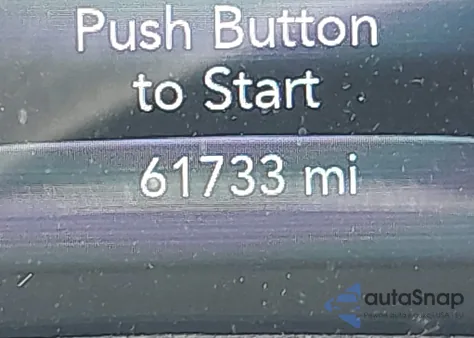 Push Button
to Start
61733 mi
autaSnap